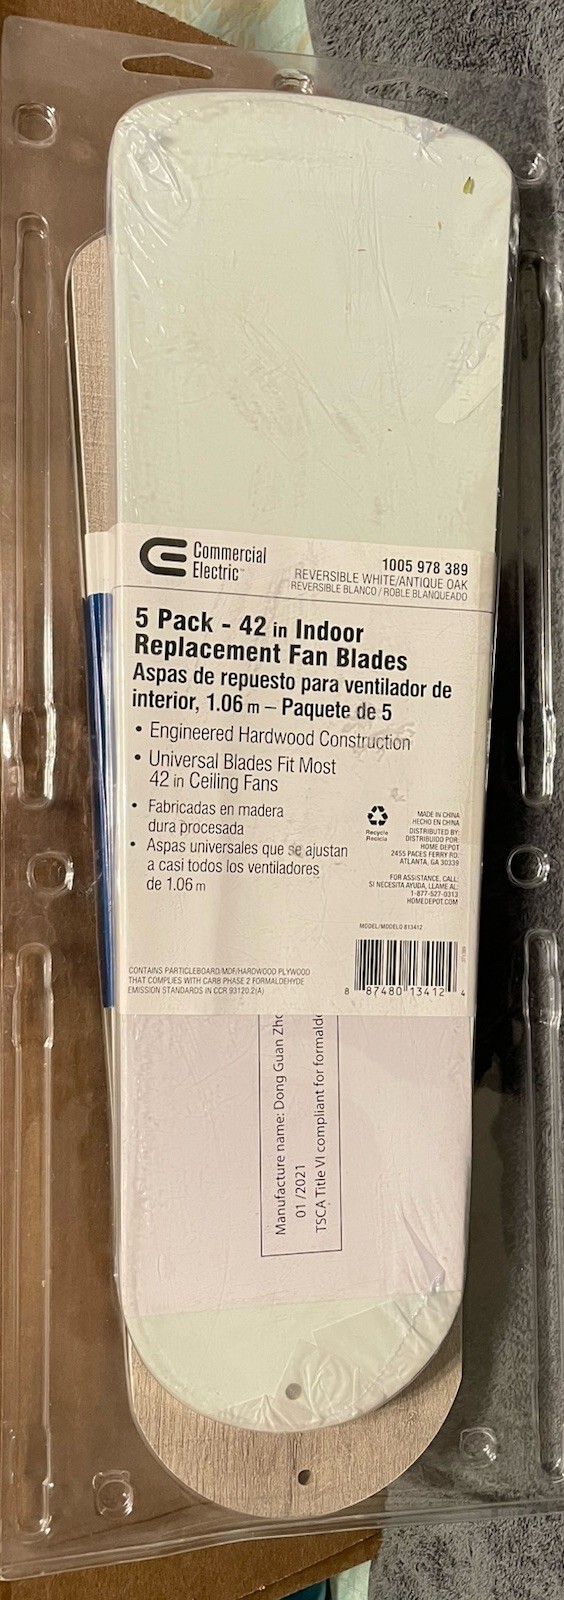 Commercial
Electric™
1005 978 389
REVERSIBLE WHITE/ANTIQUE OAK
REVERSIBLE BLANCO / ROBLE BLANQUEADO
5 Pack - 42 in Indoor
Replacement Fan Blades
Aspas de repuesto para ventilador de
interior, 1.06 m – Paquete de 5
• Engineered Hardwood Construction
• Universal Blades Fit Most
42 in Ceiling Fans
• Fabricadas en madera
dura procesada
• Aspas universales que se ajustan
a casi todos los ventiladores
de 1.06 m
Recycle
Recicla
MADE IN CHINA
HECHO EN CHINA
DISTRIBUTED BY:
DISTRIBUIDO POR:
HOME DEPOT
2455 PACES FERRY RD.
ATLANTA, GA 30339
FOR ASSISTANCE, CALL:
SI NECESITA AYUDA, LLAME AL:
1-877-527-0313
HOMEDEPOT.COM
MODEL/MODELO 813412
8 87480 13412 4
CONTAINS PARTICLEBOARD/MDF/HARDWOOD PLYWOOD
THAT COMPLIES WITH CARB PHASE 2 FORMALDEHYDE
EMISSION STANDARDS IN CCR 93120.2(A)
Manufacture name: Dong Guan Zho
01 /2021
TSCA Title VI compliant for formalde